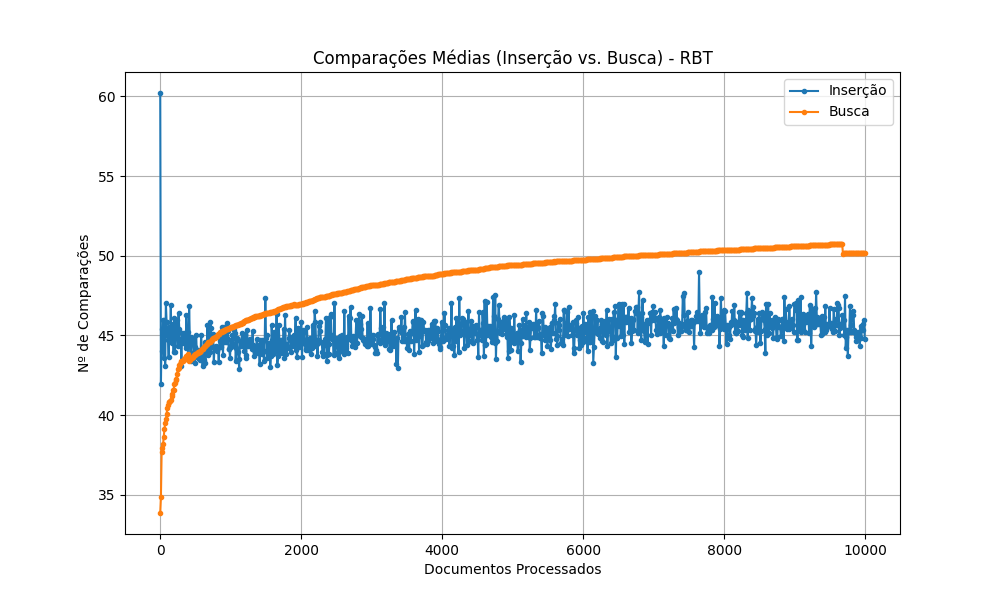 Comparações Médias (Inserção vs. Busca) - RBT
Inserção
Busca
Nº de Comparações
60
55
50
45
40
35
0
2000
4000
6000
8000
10000
Documentos Processados